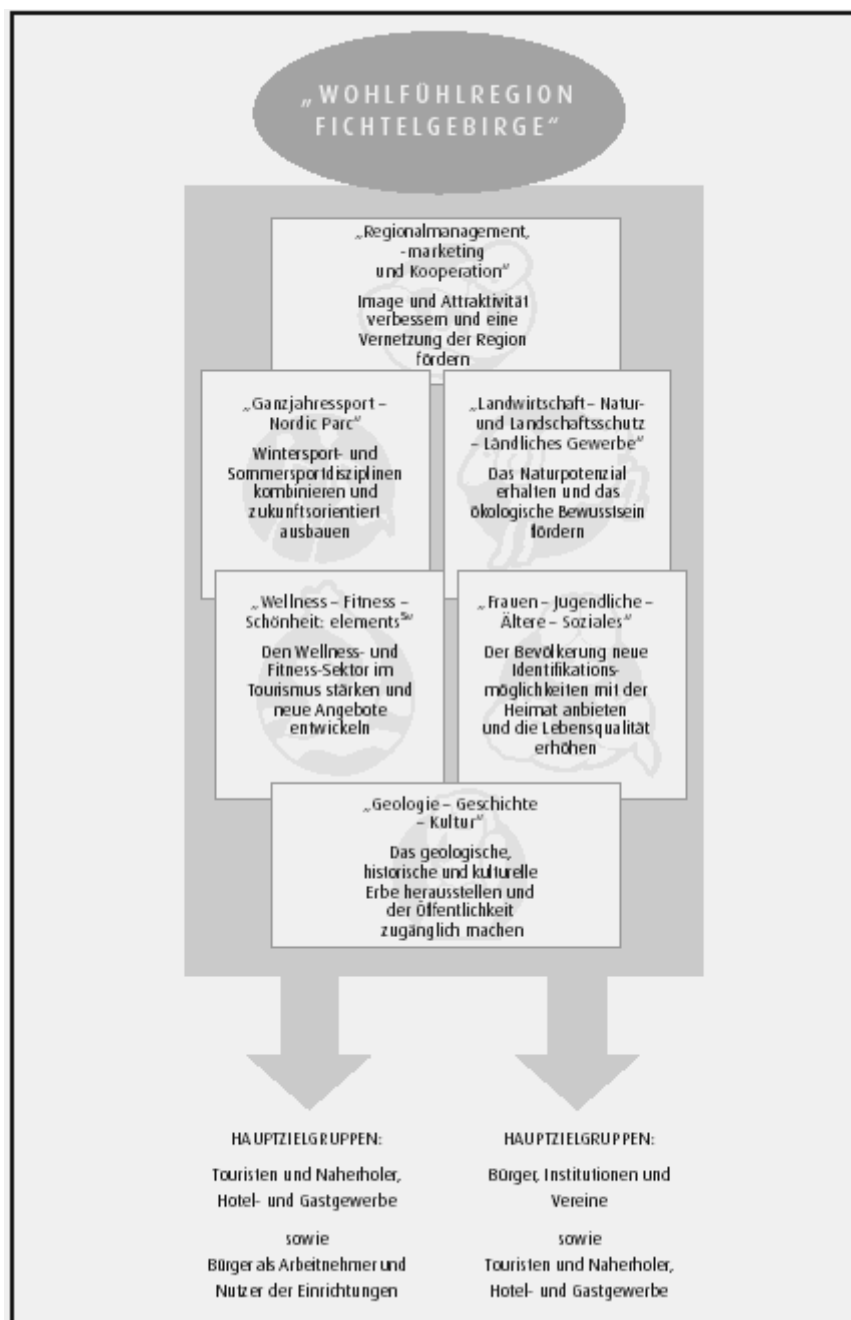 „WOHLFÜHLREGION
FICHTELGEBIRGE“
„Regionalmanagement,
-marketing
und Kooperation“
Image und Attraktivität
verbessern und eine
Vernetzung der Region
fördern
„Ganzjahressport –
Nordic Parc“
Wintersport- und
Sommersportdisziplinen
kombinieren und
zukunftsorientiert
ausbauen
„Landwirtschaft – Natur-
und Landschaftsschutz
– Ländliches Gewerbe“
Das Naturpotenzial
erhalten und das
ökologische Bewusstsein
fördern
„Wellness – Fitness –
Schönheit: elements⁵“
Den Wellness- und
Fitness-Sektor im
Tourismus stärken und
neue Angebote
entwickeln
„Frauen – Jugendliche –
Ältere – Soziales“
Der Bevölkerung neue
Identifikations-
möglichkeiten mit der
Heimat anbieten
und die Lebensqualität
erhöhen
„Geologie – Geschichte
– Kultur“
Das geologische,
historische und kulturelle
Erbe herausstellen und
der Öffentlichkeit
zugänglich machen
HAUPTZIELGRUPPEN:
Touristen und Naherholer,
Hotel- und Gastgewerbe
sowie
Bürger als Arbeitnehmer und
Nutzer der Einrichtungen
HAUPTZIELGRUPPEN:
Bürger, Institutionen und
Vereine
sowie
Touristen und Naherholer,
Hotel- und Gastgewerbe